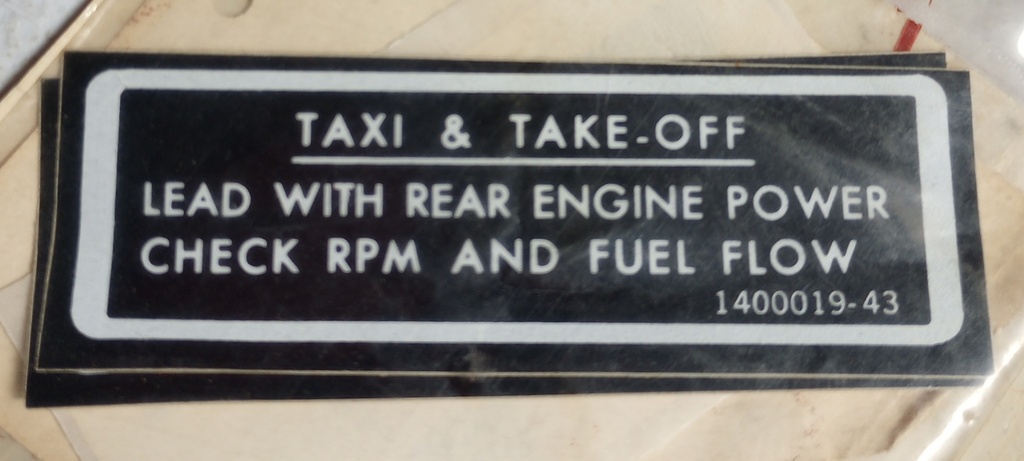 TAXI & TAKE-OFF
LEAD WITH REAR ENGINE POWER
CHECK RPM AND FUEL FLOW
1400019-43